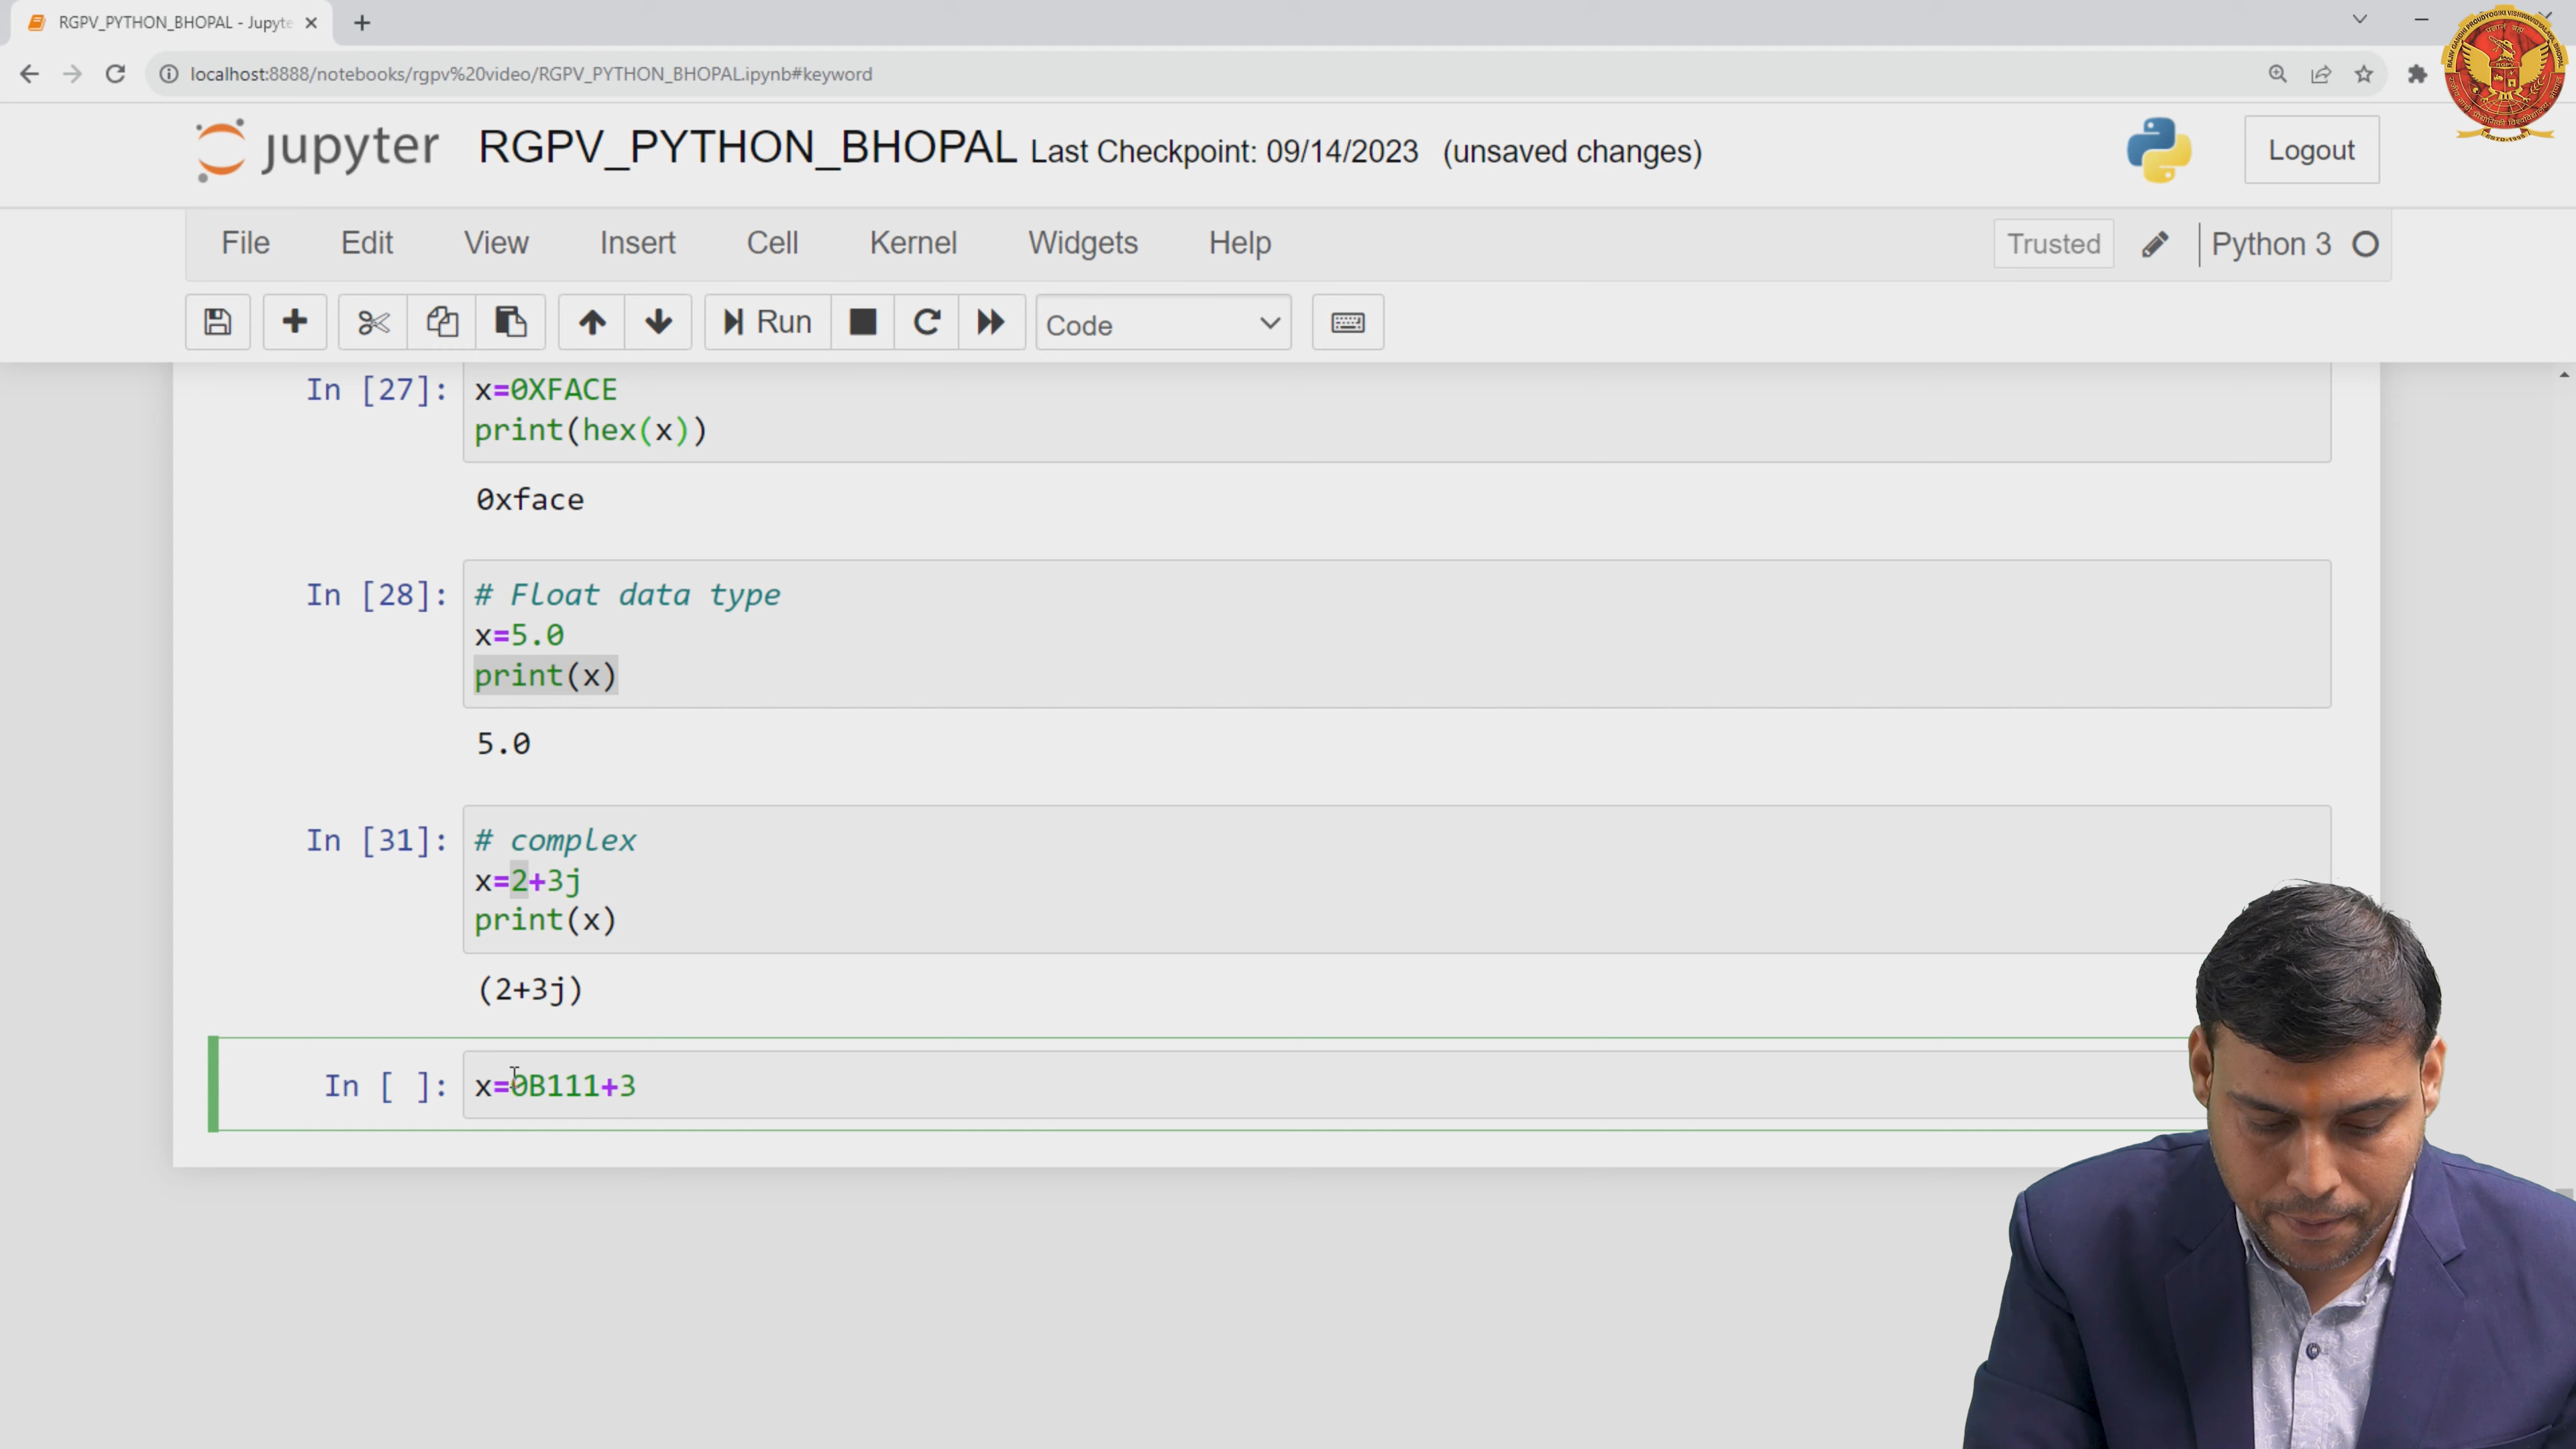 RGPV_PYTHON_BHOPAL - Jupyte
localhost:8888/notebooks/rgpv%20video/RGPV_PYTHON_BHOPAL.ipynb#keyword
jupyter RGPV_PYTHON_BHOPAL Last Checkpoint: 09/14/2023 (unsaved changes)
Logout
File Edit View Insert Cell Kernel Widgets Help
Trusted Python 3
Run Code
In [27]: x=0XFACE
print(hex(x))
0xface
In [28]: # Float data type
x=5.0
print(x)
5.0
In [31]: # complex
x=2+3j
print(x)
(2+3j)
In [ ]: x=0B111+3